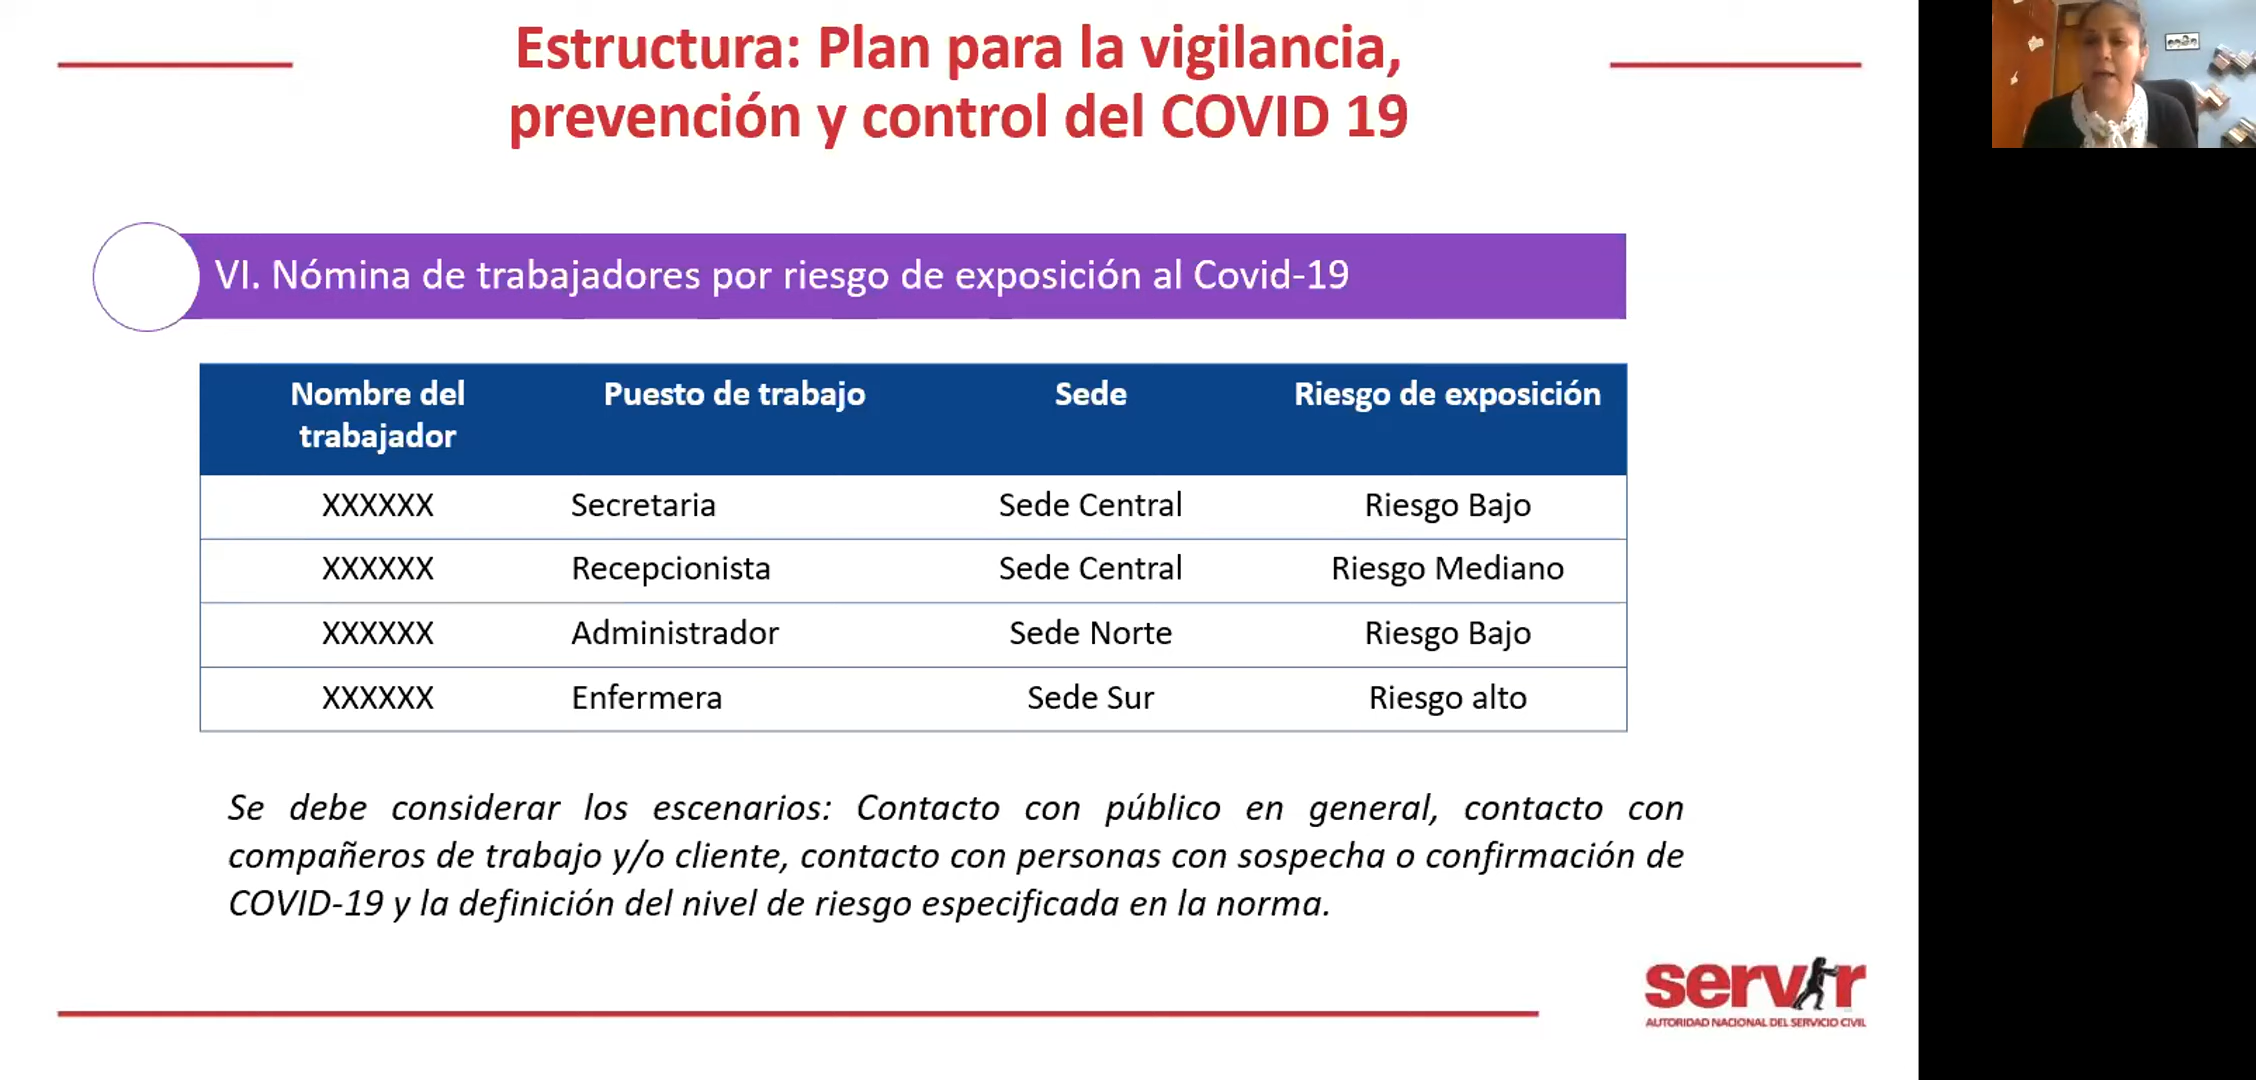 Estructura: Plan para la vigilancia,
prevención y control del COVID 19
VI. Nómina de trabajadores por riesgo de exposición al Covid-19
Nombre del trabajador Puesto de trabajo Sede Riesgo de exposición
XXXXXX Secretaria Sede Central Riesgo Bajo
XXXXXX Recepcionista Sede Central Riesgo Mediano
XXXXXX Administrador Sede Norte Riesgo Bajo
XXXXXX Enfermera Sede Sur Riesgo alto
Se debe considerar los escenarios: Contacto con público en general, contacto con
compañeros de trabajo y/o cliente, contacto con personas con sospecha o confirmación de
COVID-19 y la definición del nivel de riesgo especificada en la norma.
servir
AUTORIDAD NACIONAL DEL SERVICIO CIVIL